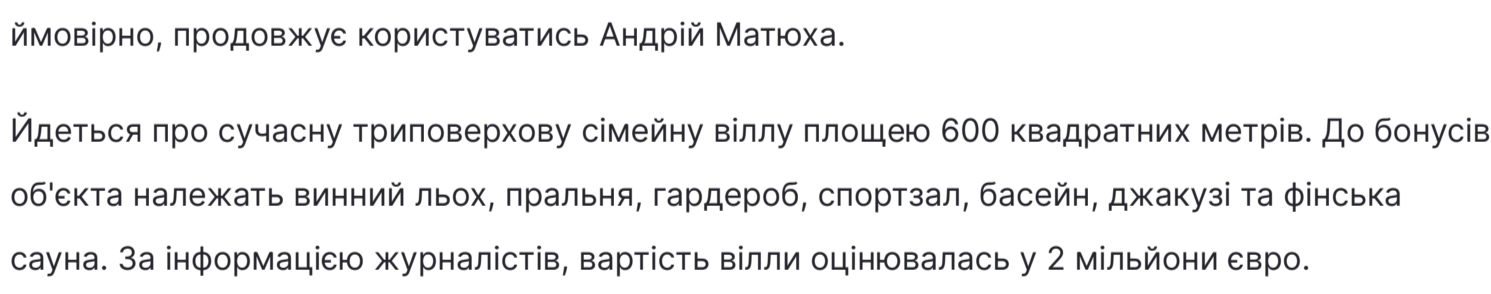 ймовірно, продовжує користуватись Андрій Матюха.
Йдеться про сучасну триповерхову сімейну віллу площею 600 квадратних метрів. До бонусів
об'єкта належать винний льох, пральня, гардероб, спортзал, басейн, джакузі та фінська
сауна. За інформацією журналістів, вартість вілли оцінювалась у 2 мільйони євро.